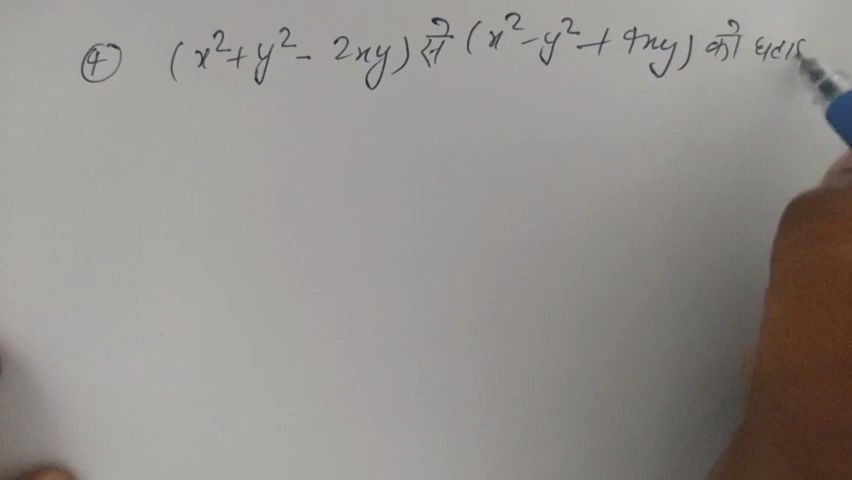 ④ (x²+y²- 2xy) से (x²-y²+4xy) को घटा